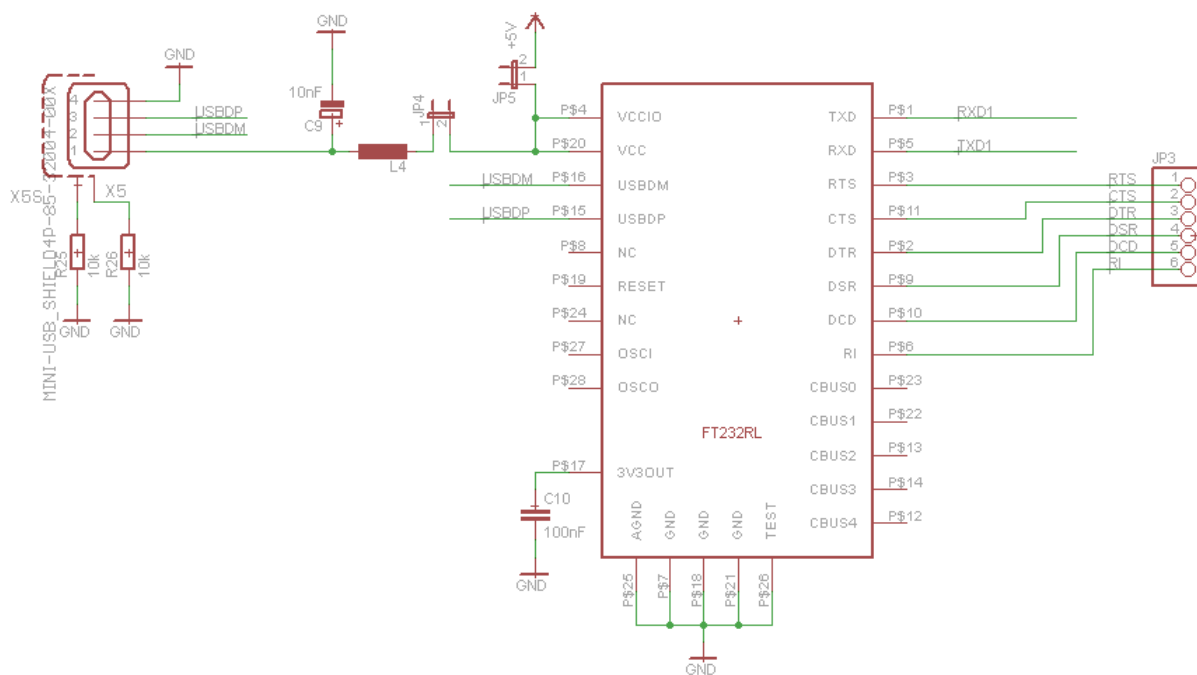 GND
GND
+5V
2
1
JP5
10nF
C9
+
JP4
1
2
L4
4
3
2
1
USBDP
USBDM
X5S
X5
MINI-USB_SHIELD4P-85-32004-00X
R25
10k
R26
10k
GND
GND
P$4
VCCIO
TXD
P$1
RXD1
P$20
VCC
RXD
P$5
TXD1
USBDM
P$16
USBDM
RTS
P$3
USBDP
P$15
USBDP
CTS
P$11
P$8
NC
DTR
P$2
P$19
RESET
DSR
P$9
P$24
NC
DCD
P$10
P$27
OSCI
RI
P$6
P$28
OSCO
CBUS0
P$23
CBUS1
P$22
FT232RL
CBUS2
P$13
P$17
3V3OUT
CBUS3
P$14
CBUS4
P$12
C10
+
100nF
GND
AGND
GND
GND
GND
TEST
P$25
P$7
P$18
P$21
P$26
GND
JP3
RTS
1
CTS
2
DTR
3
DSR
4
DCD
5
RI
6